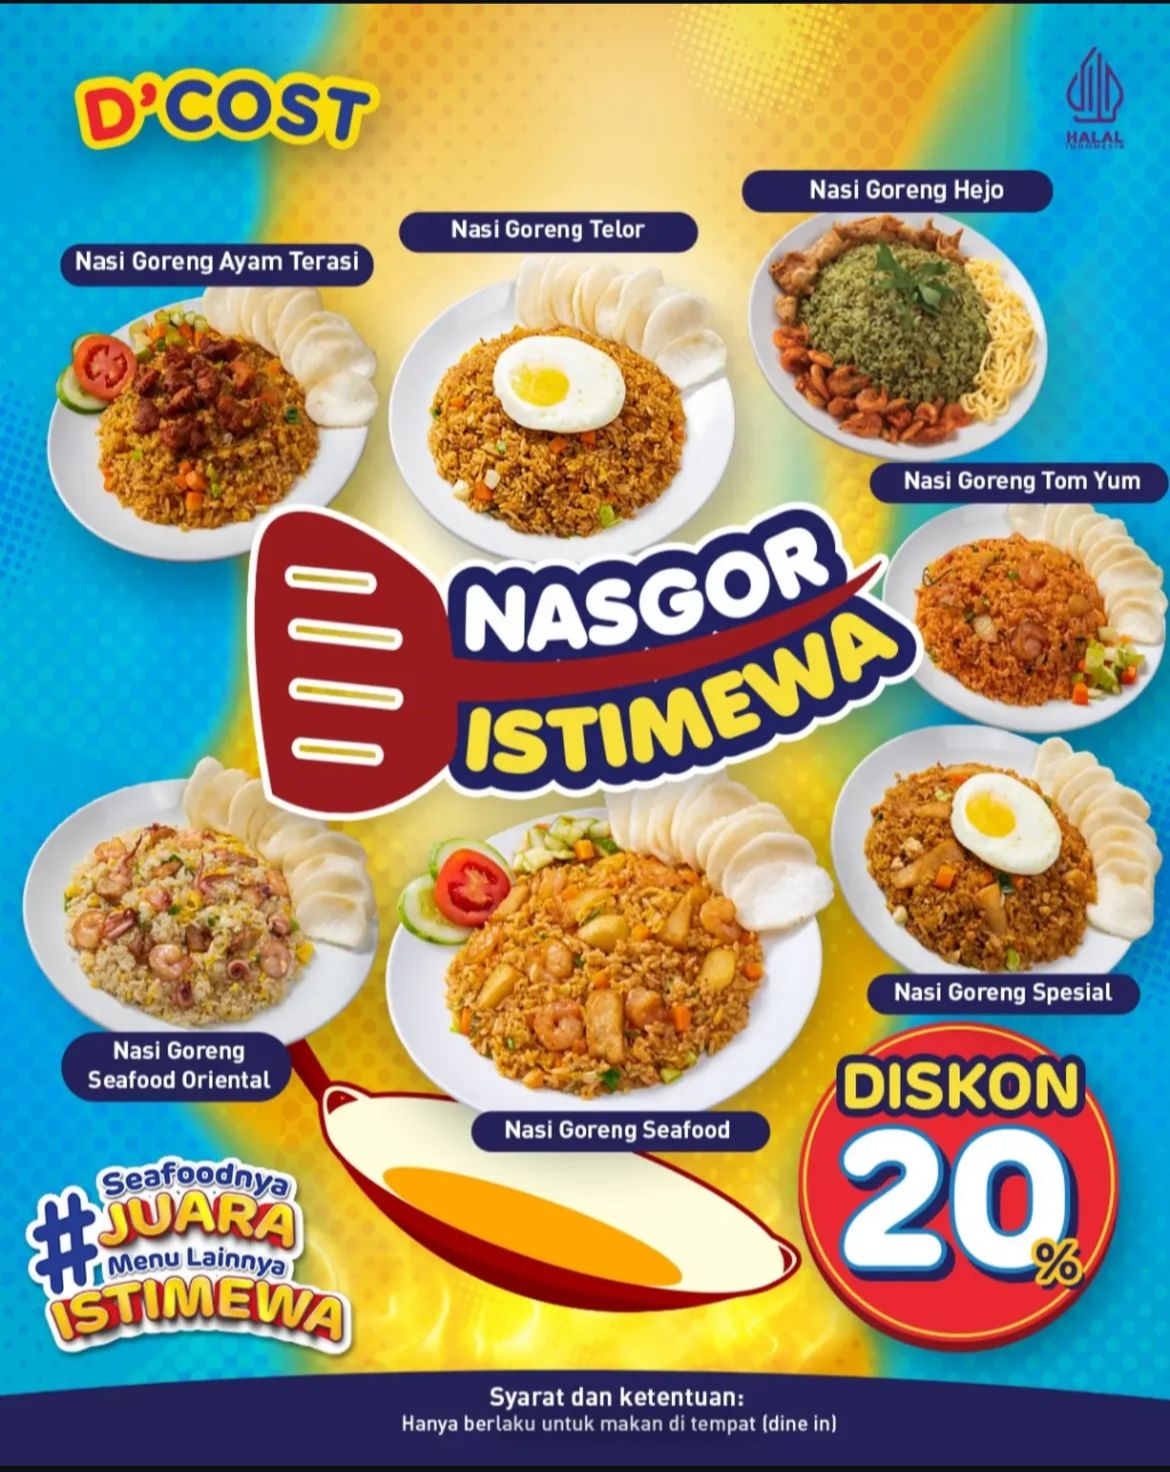 D'COST
HALAL
INDONESIA
Nasi Goreng Hejo
Nasi Goreng Telor
Nasi Goreng Ayam Terasi
Nasi Goreng Tom Yum
NASGOR
ISTIMEWA
Nasi Goreng Spesial
Nasi Goreng
Seafood Oriental
Nasi Goreng Seafood
DISKON
20%
#Seafoodnya
JUARA
Menu Lainnya
ISTIMEWA
Syarat dan ketentuan:
Hanya berlaku untuk makan di tempat (dine in)